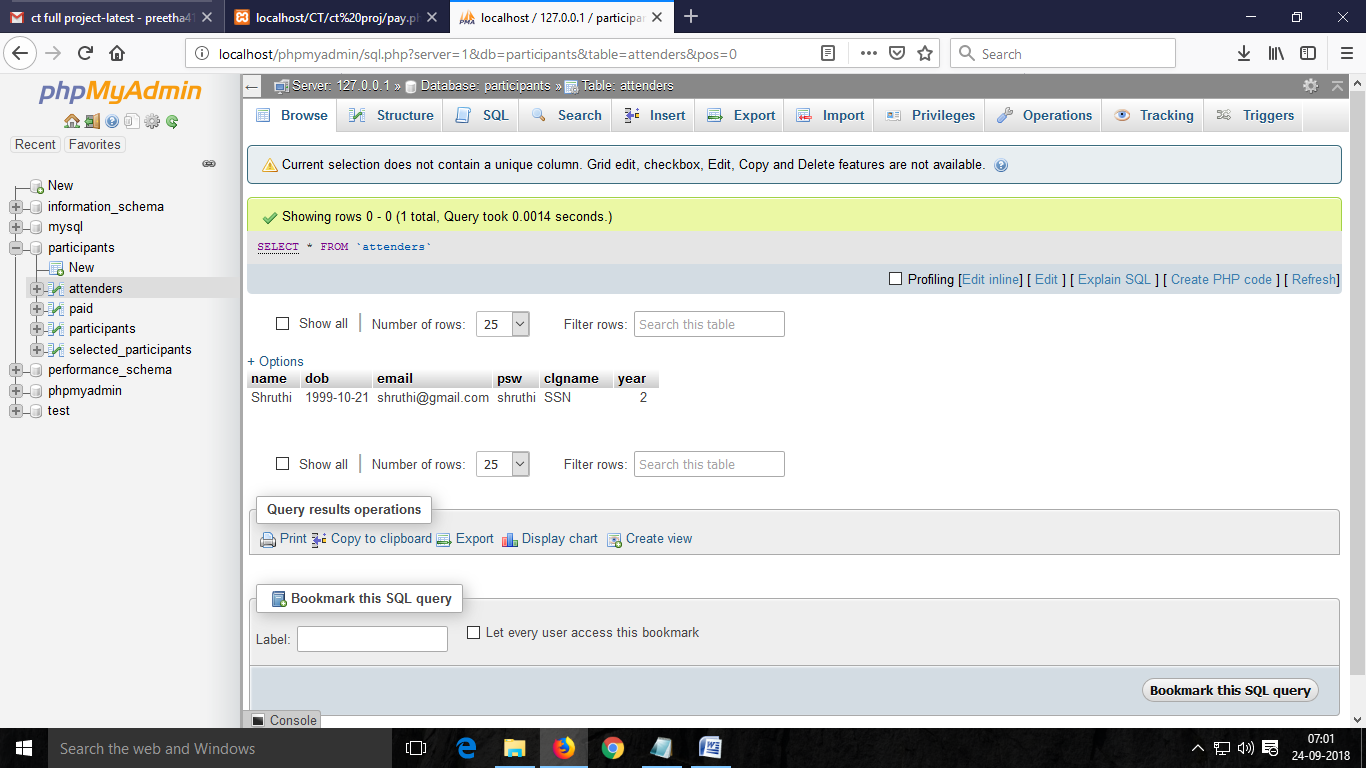 ct full project-latest - preetha41
localhost/CT/ct%20proj/pay.ph
localhost / 127.0.0.1 / participan
localhost/phpmyadmin/sql.php?server=1&db=participants&table=attenders&pos=0
Search
phpMyAdmin
Recent Favorites
New
information_schema
mysql
participants
New
attenders
paid
participants
selected_participants
performance_schema
phpmyadmin
test
Server: 127.0.0.1 » Database: participants » Table: attenders
Browse Structure SQL Search Insert Export Import Privileges Operations Tracking Triggers
Current selection does not contain a unique column. Grid edit, checkbox, Edit, Copy and Delete features are not available.
Showing rows 0 - 0 (1 total, Query took 0.0014 seconds.)
SELECT * FROM `attenders`
Profiling [Edit inline] [ Edit ] [ Explain SQL ] [ Create PHP code ] [ Refresh]
Show all Number of rows: 25 Filter rows: Search this table
+ Options
name dob email psw clgname year
Shruthi 1999-10-21 shruthi@gmail.com shruthi SSN 2
Show all Number of rows: 25 Filter rows: Search this table
Query results operations
Print Copy to clipboard Export Display chart Create view
Bookmark this SQL query
Label: Let every user access this bookmark
Bookmark this SQL query
Console
Search the web and Windows
07:01
24-09-2018